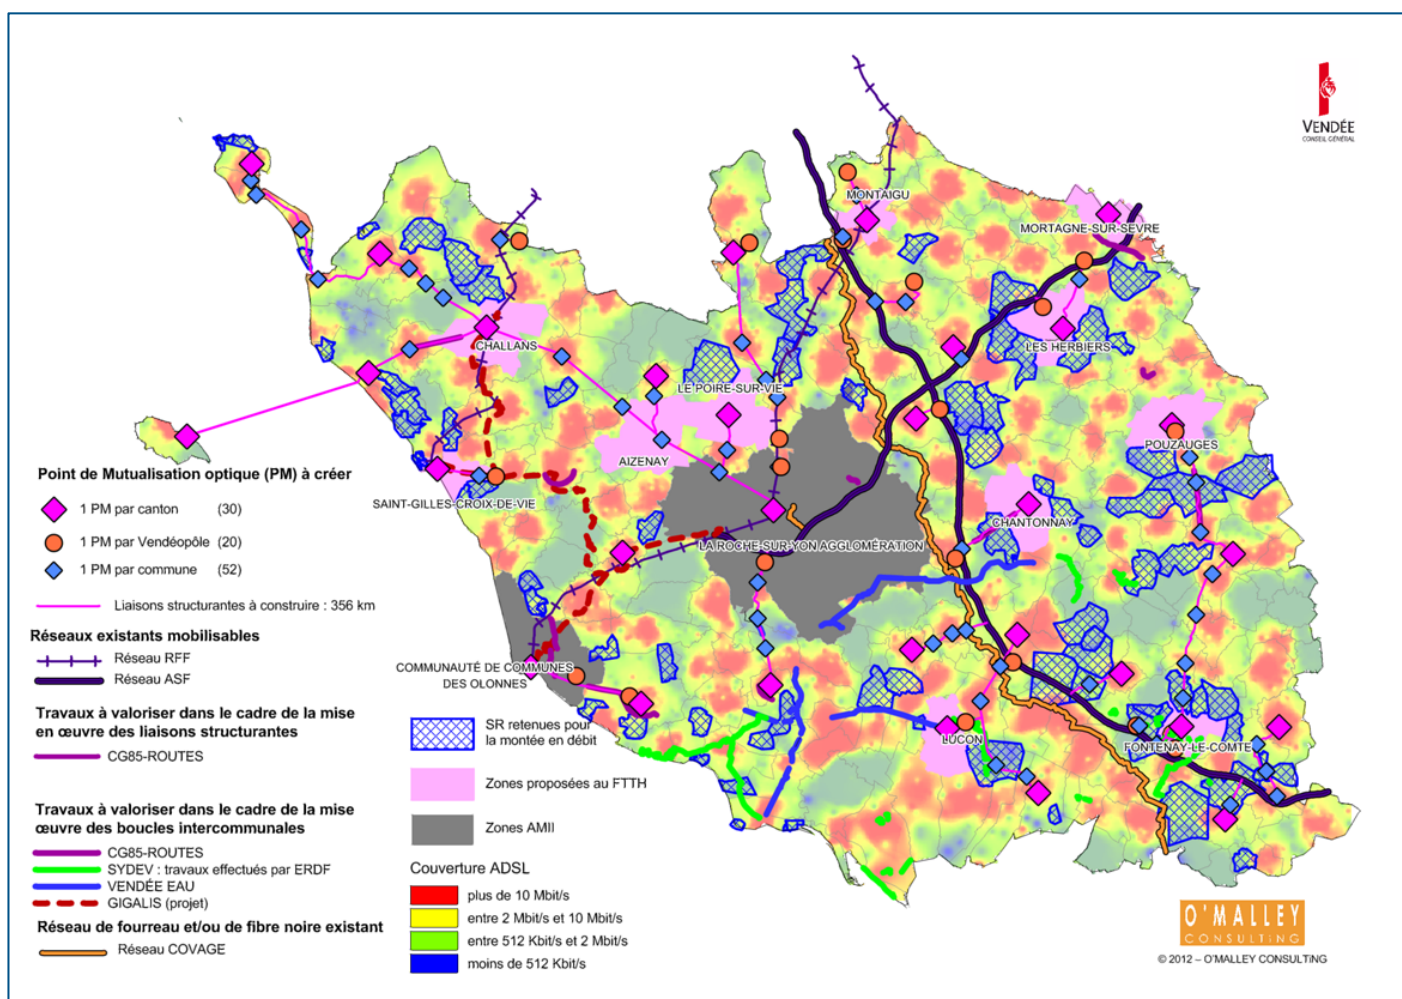 VENDÉE
CONSEIL GÉNÉRAL
MONTAIGU
MORTAGNE-SUR-SEVRE
CHALLANS
LES HERBIERS
LE POIRE-SUR-VIE
AIZENAY
POUZAUGES
SAINT-GILLES-CROIX-DE-VIE
CHANTONNAY
LA ROCHE-SUR-YON AGGLOMÉRATION
COMMUNAUTÉ DE COMMUNES
DES OLONNES
LUCON
FONTENAY-LE-COMTE
Point de Mutualisation optique (PM) à créer
1 PM par canton (30)
1 PM par Vendéopôle (20)
1 PM par commune (52)
Liaisons structurantes à construire : 356 km
Réseaux existants mobilisables
Réseau RFF
Réseau ASF
Travaux à valoriser dans le cadre de la mise
en œuvre des liaisons structurantes
CG85-ROUTES
Travaux à valoriser dans le cadre de la mise
œuvre des boucles intercommunales
CG85-ROUTES
SYDEV : travaux effectués par ERDF
VENDÉE EAU
GIGALIS (projet)
Réseau de fourreau et/ou de fibre noire existant
Réseau COVAGE
SR retenues pour
la montée en débit
Zones proposées au FTTH
Zones AMII
Couverture ADSL
plus de 10 Mbit/s
entre 2 Mbit/s et 10 Mbit/s
entre 512 Kbit/s et 2 Mbit/s
moins de 512 Kbit/s
O'MALLEY
CONSULTING
© 2012 – O'MALLEY CONSULTiNG